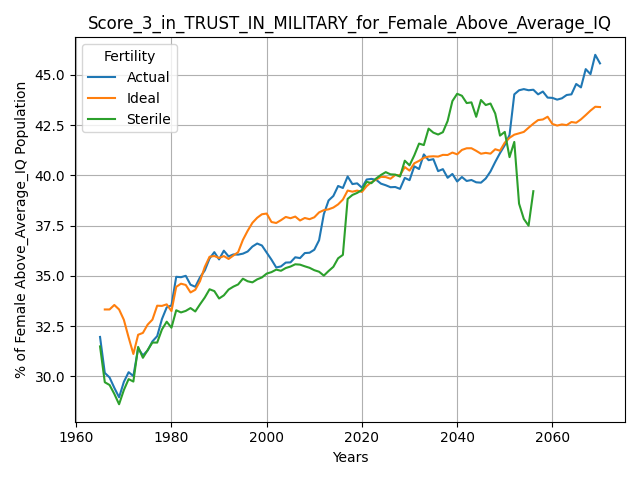 Score_3_in_TRUST_IN_MILITARY_for_Female_Above_Average_IQ
% of Female Above_Average_IQ Population
45.0
42.5
40.0
37.5
35.0
32.5
30.0
Fertility
Actual
Ideal
Sterile
1960
1980
2000
2020
2040
2060
Years